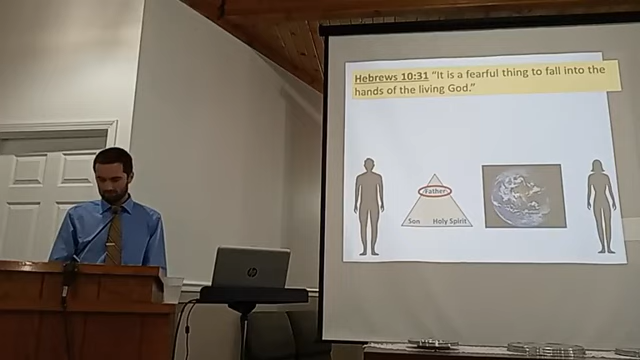 Hebrews 10:31 “It is a fearful thing to fall into the
hands of the living God.”
Father
Son Holy Spirit
hp